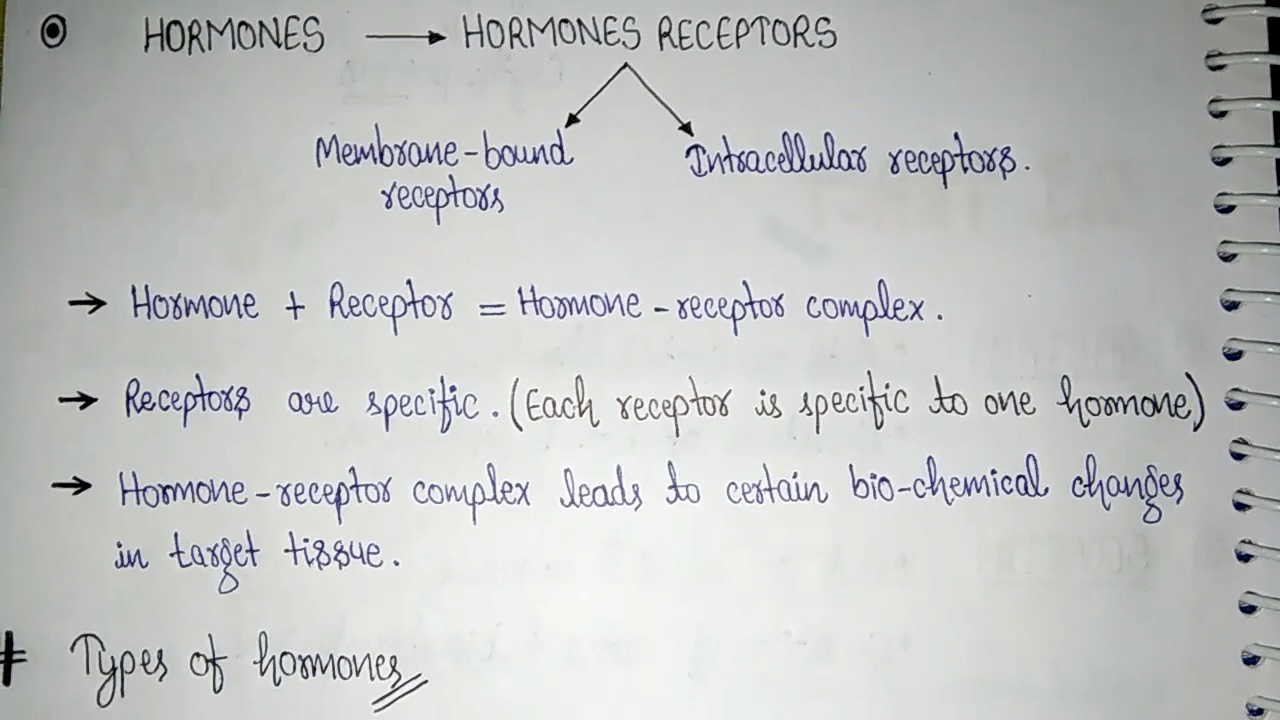 HORMONES → HORMONES RECEPTORS
Membrane-bound
receptors
Intracellular receptors.
→ Hormone + Receptor = Hormone-receptor complex.
→ Receptors are specific. (Each receptor is specific to one hormone)
→ Hormone-receptor complex leads to certain bio-chemical changes
in target tissue.
# Types of hormones